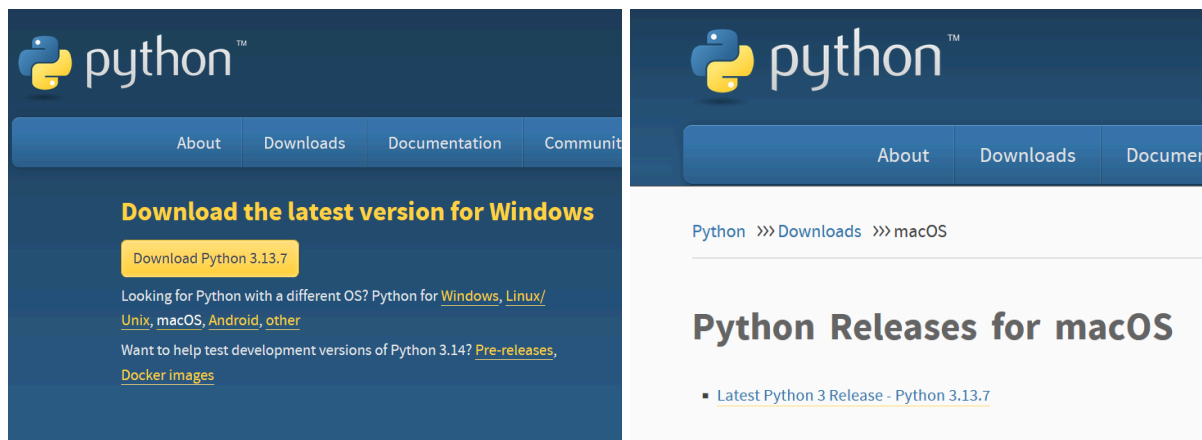 python™
About Downloads Documentation Communit
Download the latest version for Windows
Download Python 3.13.7
Looking for Python with a different OS? Python for Windows, Linux/
Unix, macOS, Android, other
Want to help test development versions of Python 3.14? Pre-releases,
Docker images
python™
About Downloads Documen
Python >>> Downloads >>> macOS
Python Releases for macOS
▪ Latest Python 3 Release - Python 3.13.7